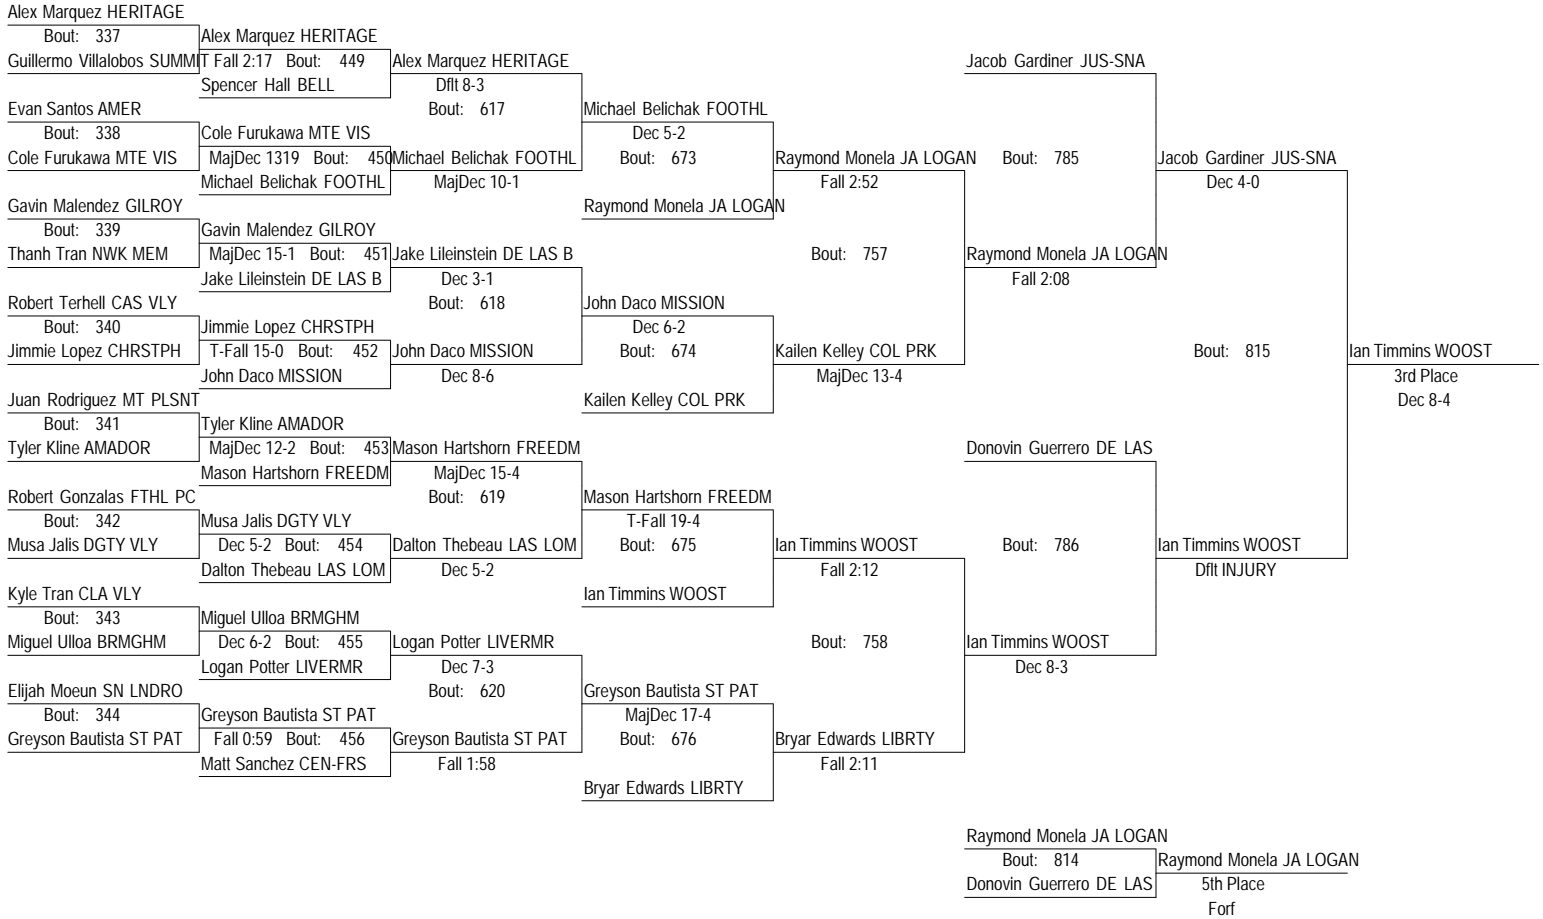 Alex Marquez HERITAGE
Bout: 337
Alex Marquez HERITAGE
Guillermo Villalobos SUMMIT
Fall 2:17 Bout: 449
Alex Marquez HERITAGE
Jacob Gardiner JUS-SNA
Spencer Hall BELL
Dflt 8-3
Evan Santos AMER
Bout: 617
Michael Belichak FOOTHL
Bout: 338
Cole Furukawa MTE VIS
Dec 5-2
Cole Furukawa MTE VIS
MajDec 1319 Bout: 450
Michael Belichak FOOTHL
Bout: 673
Raymond Monela JA LOGAN
Bout: 785
Jacob Gardiner JUS-SNA
Michael Belichak FOOTHL
MajDec 10-1
Fall 2:52
Dec 4-0
Gavin Malendez GILROY
Raymond Monela JA LOGAN
Bout: 339
Gavin Malendez GILROY
Thanh Tran NWK MEM
MajDec 15-1 Bout: 451
Jake Lileinstein DE LAS B
Bout: 757
Raymond Monela JA LOGAN
Jake Lileinstein DE LAS B
Dec 3-1
Fall 2:08
Robert Terhell CAS VLY
Bout: 618
John Daco MISSION
Bout: 340
Jimmie Lopez CHRSTPH
Dec 6-2
Jimmie Lopez CHRSTPH
T-Fall 15-0 Bout: 452
John Daco MISSION
Bout: 674
Kailen Kelley COL PRK
Bout: 815
Ian Timmins WOOST
John Daco MISSION
Dec 8-6
MajDec 13-4
3rd Place
Juan Rodriguez MT PLSNT
Kailen Kelley COL PRK
Dec 8-4
Bout: 341
Tyler Kline AMADOR
Tyler Kline AMADOR
MajDec 12-2 Bout: 453
Mason Hartshorn FREEDM
Donovin Guerrero DE LAS
Mason Hartshorn FREEDM
MajDec 15-4
Robert Gonzalas FTHL PC
Bout: 619
Mason Hartshorn FREEDM
Bout: 342
Musa Jalis DGTY VLY
T-Fall 19-4
Musa Jalis DGTY VLY
Dec 5-2 Bout: 454
Dalton Thebeau LAS LOM
Bout: 675
Ian Timmins WOOST
Bout: 786
Ian Timmins WOOST
Dalton Thebeau LAS LOM
Dec 5-2
Fall 2:12
Dflt INJURY
Kyle Tran CLA VLY
Ian Timmins WOOST
Bout: 343
Miguel Ulloa BRMGHM
Miguel Ulloa BRMGHM
Dec 6-2 Bout: 455
Logan Potter LIVERMR
Bout: 758
Ian Timmins WOOST
Logan Potter LIVERMR
Dec 7-3
Dec 8-3
Elijah Moeun SN LNDRO
Bout: 620
Greyson Bautista ST PAT
Bout: 344
Greyson Bautista ST PAT
MajDec 17-4
Greyson Bautista ST PAT
Fall 0:59 Bout: 456
Greyson Bautista ST PAT
Bout: 676
Bryar Edwards LIBRTY
Matt Sanchez CEN-FRS
Fall 1:58
Fall 2:11
Bryar Edwards LIBRTY
Raymond Monela JA LOGAN
Bout: 814
Raymond Monela JA LOGAN
Donovin Guerrero DE LAS
5th Place
Forf